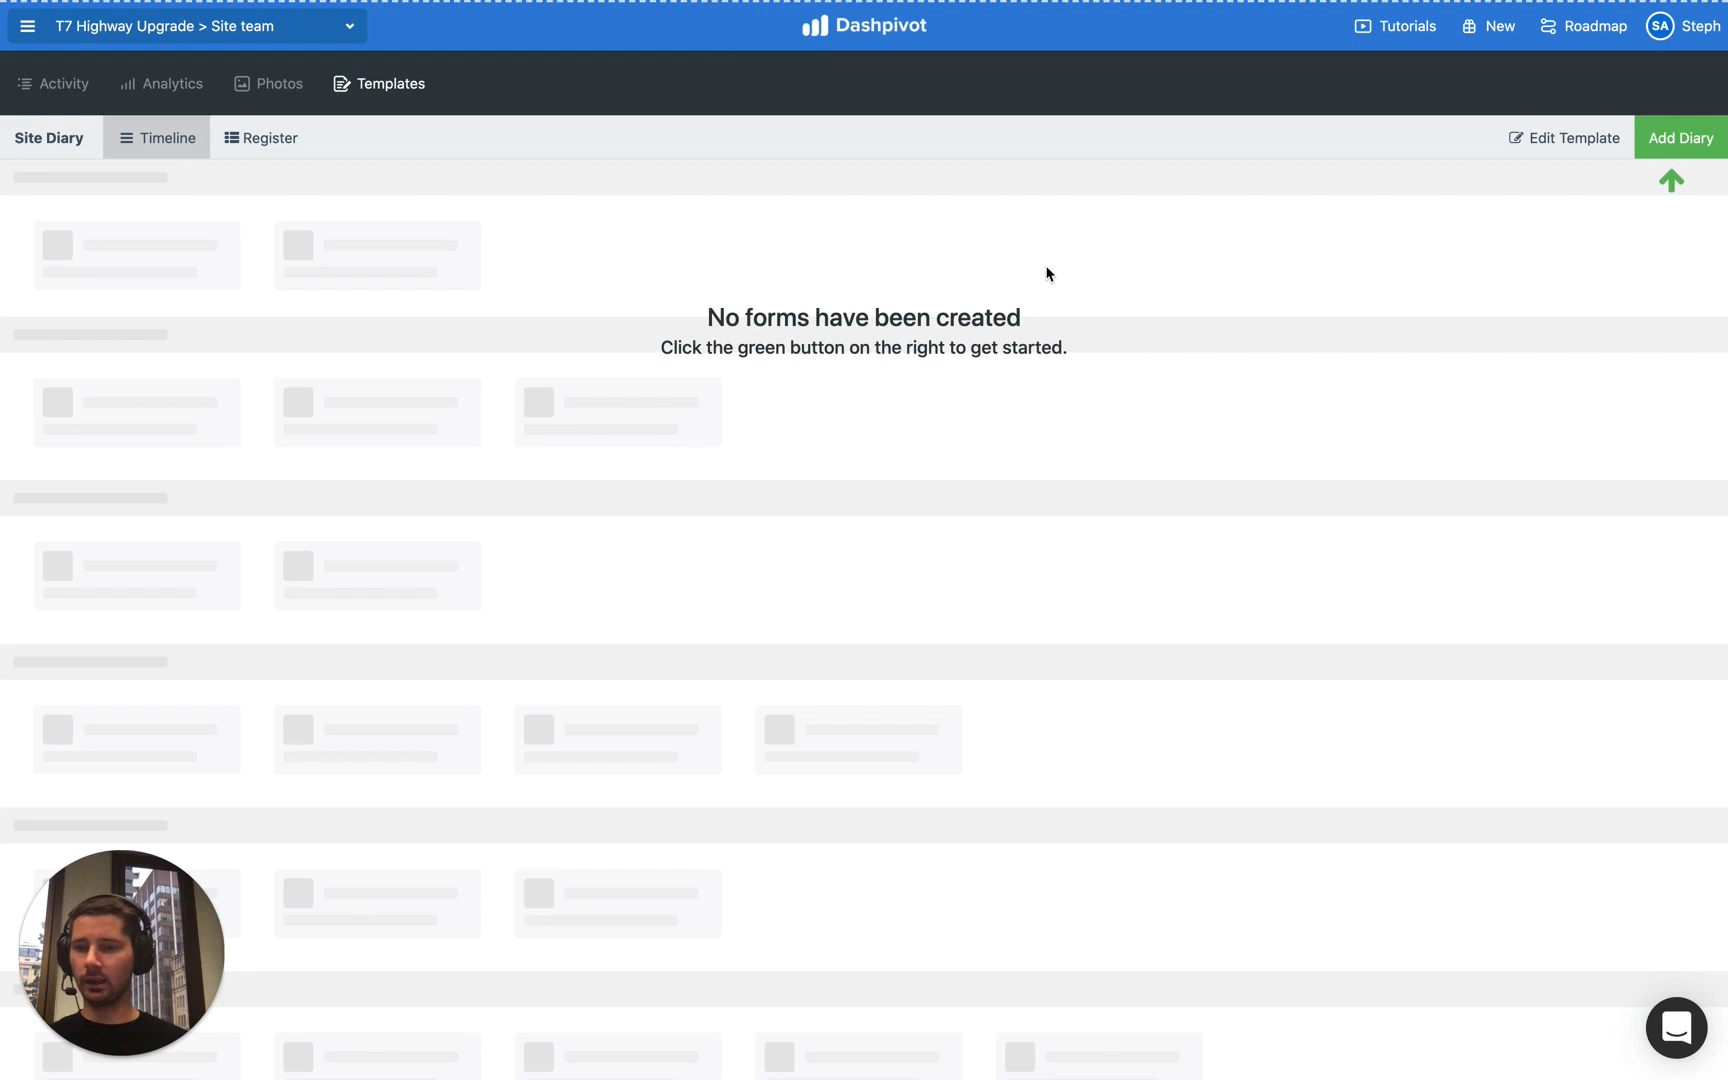 T7 Highway Upgrade > Site team
Dashpivot
Tutorials
New
Roadmap
SA
Steph
Activity
Analytics
Photos
Templates
Site Diary
Timeline
Register
Edit Template
Add Diary
No forms have been created
Click the green button on the right to get started.